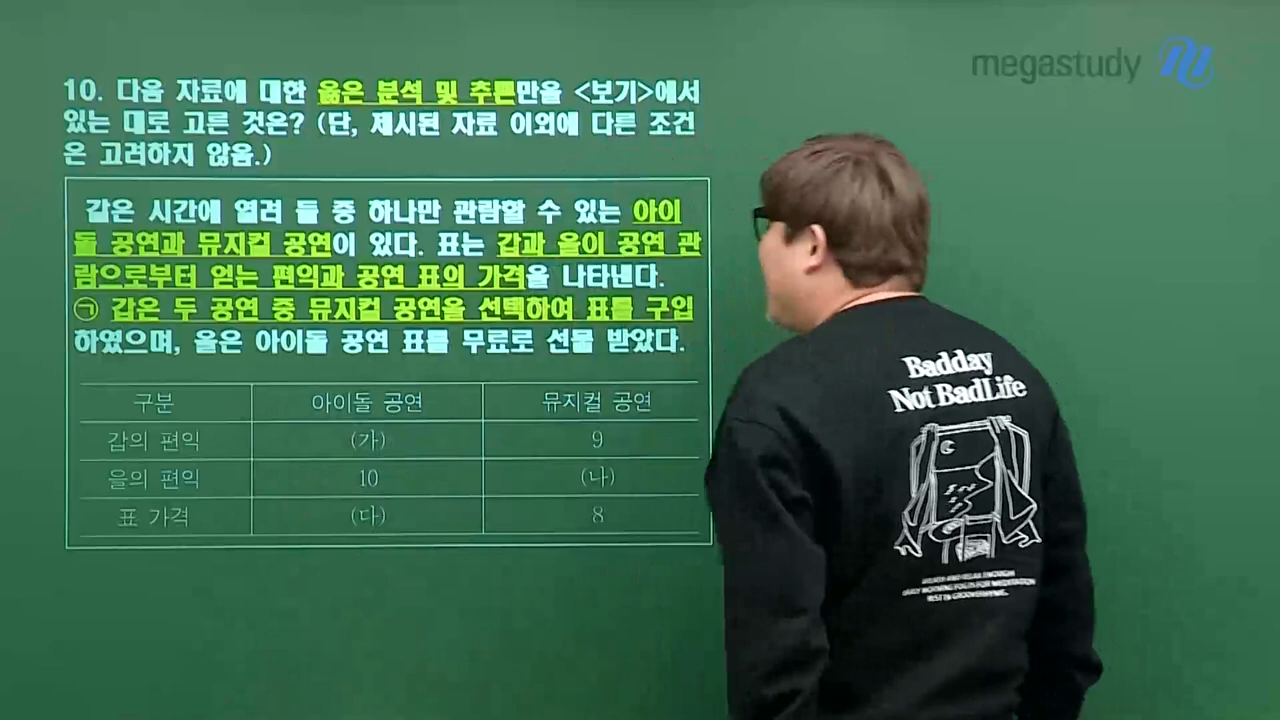 megastudy
10. 다음 자료에 대한 옳은 분석 및 추론만을 <보기>에서
있는 대로 고른 것은? (단, 제시된 자료 이외에 다른 조건
은 고려하지 않음.)
갑은 시간에 열려 둘 중 하나만 관람할 수 있는 아이
돌 공연과 뮤지컬 공연이 있다. 표는 갑과 을이 공연 관
람으로부터 얻는 편익과 공연 표의 가격을 나타낸다.
㉠ 갑은 두 공연 중 뮤지컬 공연을 선택하여 표를 구입
하였으며, 을은 아이돌 공연 표를 무료로 선물 받았다.
구분 아이돌 공연 뮤지컬 공연
갑의 편익 (가) 9
을의 편익 10 (나)
표 가격 (다) 8
Badday
Not BadLife